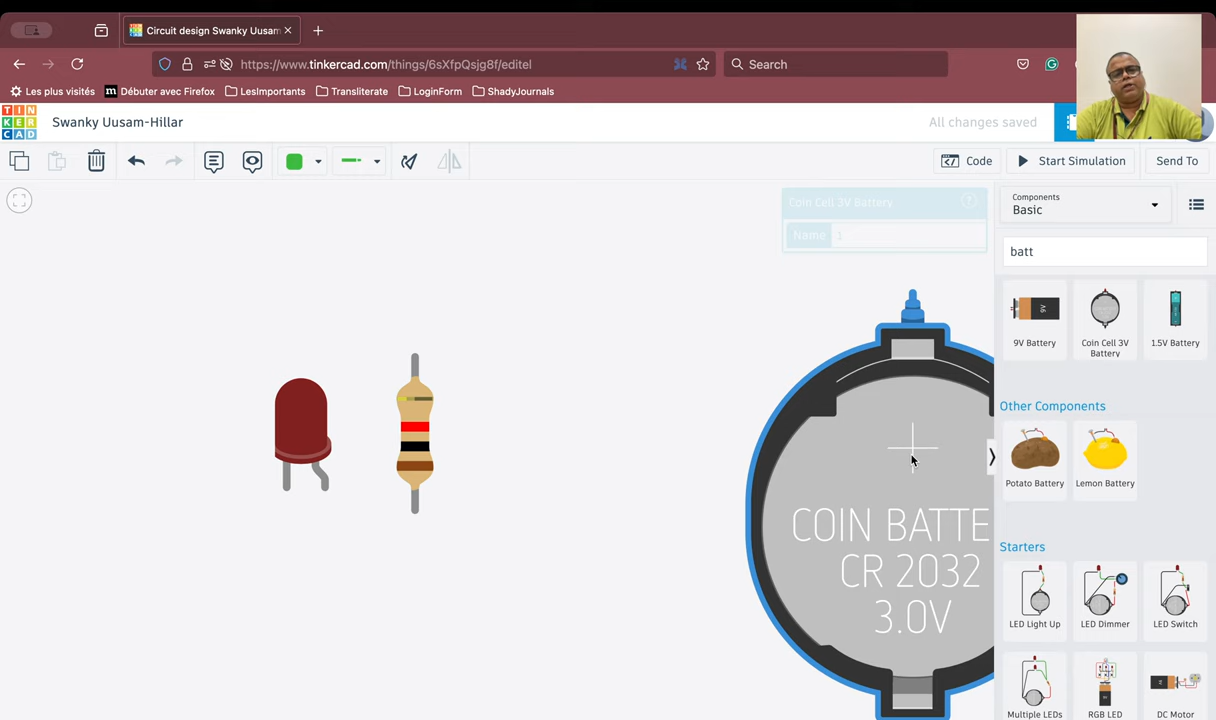 Circuit design Swanky Uusam
https://www.tinkercad.com/things/6sXfpQsjg8f/editel
Search
Les plus visités
Débuter avec Firefox
LesImportants
Transliterate
LoginForm
ShadyJournals
TIN
KER
CAD
Swanky Uusam-Hillar
All changes saved
Code
Start Simulation
Send To
Coin Cell 3V Battery
Name 1
Components
Basic
batt
9V
9V Battery
Coin Cell 3V Battery
1.5V Battery
Other Components
Potato Battery
Lemon Battery
Starters
LED Light Up
LED Dimmer
LED Switch
Multiple LEDs
RGB LED
DC Motor
COIN BATTE
CR 2032
3.0V